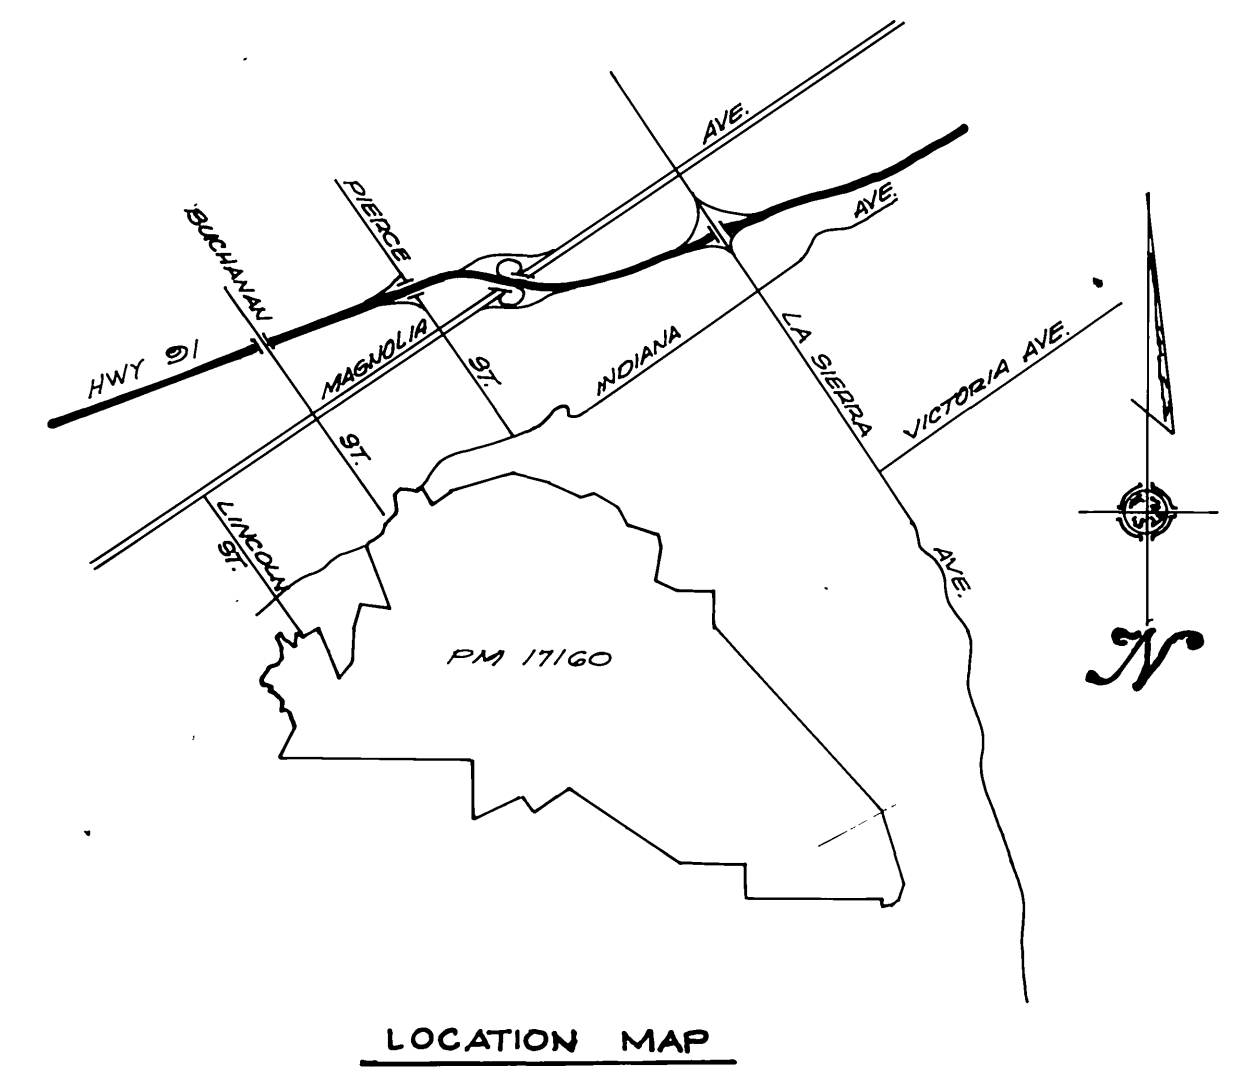 AVE.
PIERCE
BUCHANAN
AVE.
HWY 91
MAGNOLIA
ST.
INDIANA
LA SIERRA
VICTORIA AVE.
ST.
LINCOLN
ST.
AVE.
PM 17160
N
LOCATION MAP